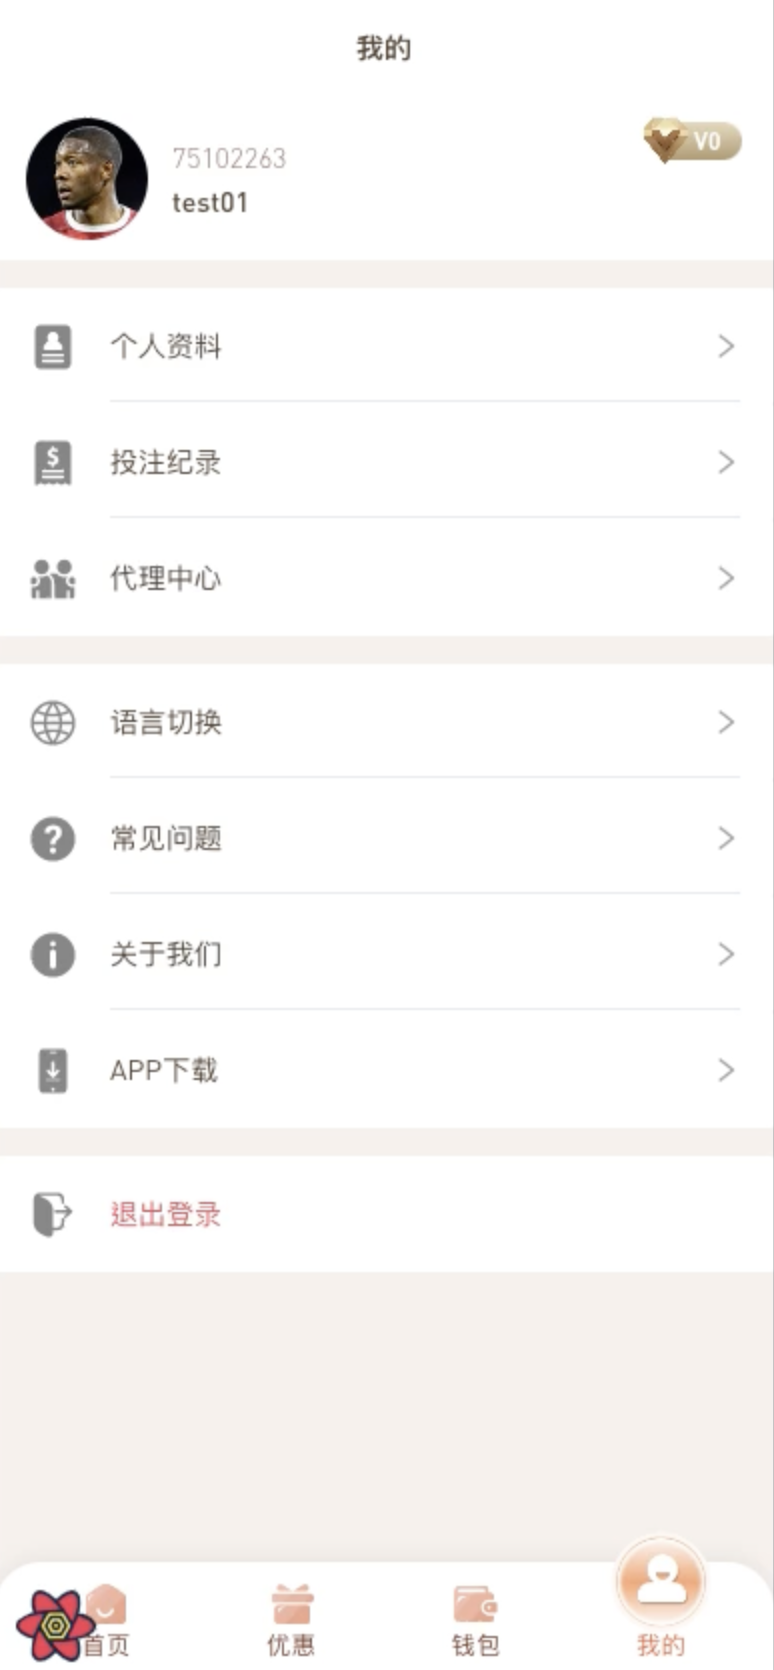 我的
75102263
V0
test01
个人资料
投注纪录
代理中心
语言切换
常见问题
关于我们
APP下载
退出登录
首页
优惠
钱包
我的